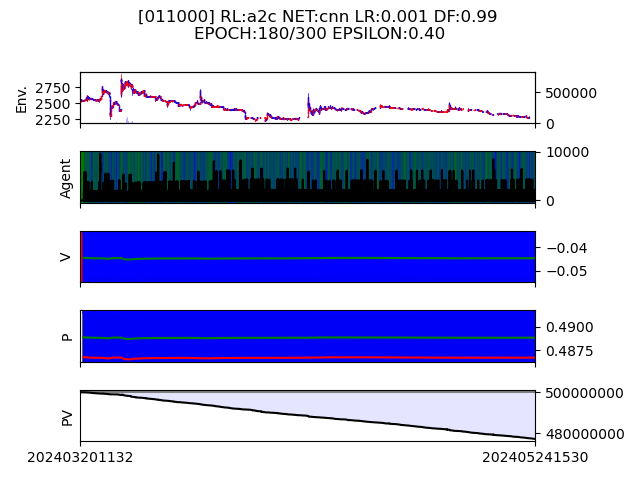 [011000] RL:a2c NET:cnn LR:0.001 DF:0.99
EPOCH:180/300 EPSILON:0.40
Env.
2750
2500
2250
500000
0
Agent
10000
0
V
−0.04
−0.05
P
0.4900
0.4875
PV
500000000
480000000
202403201132
202405241530